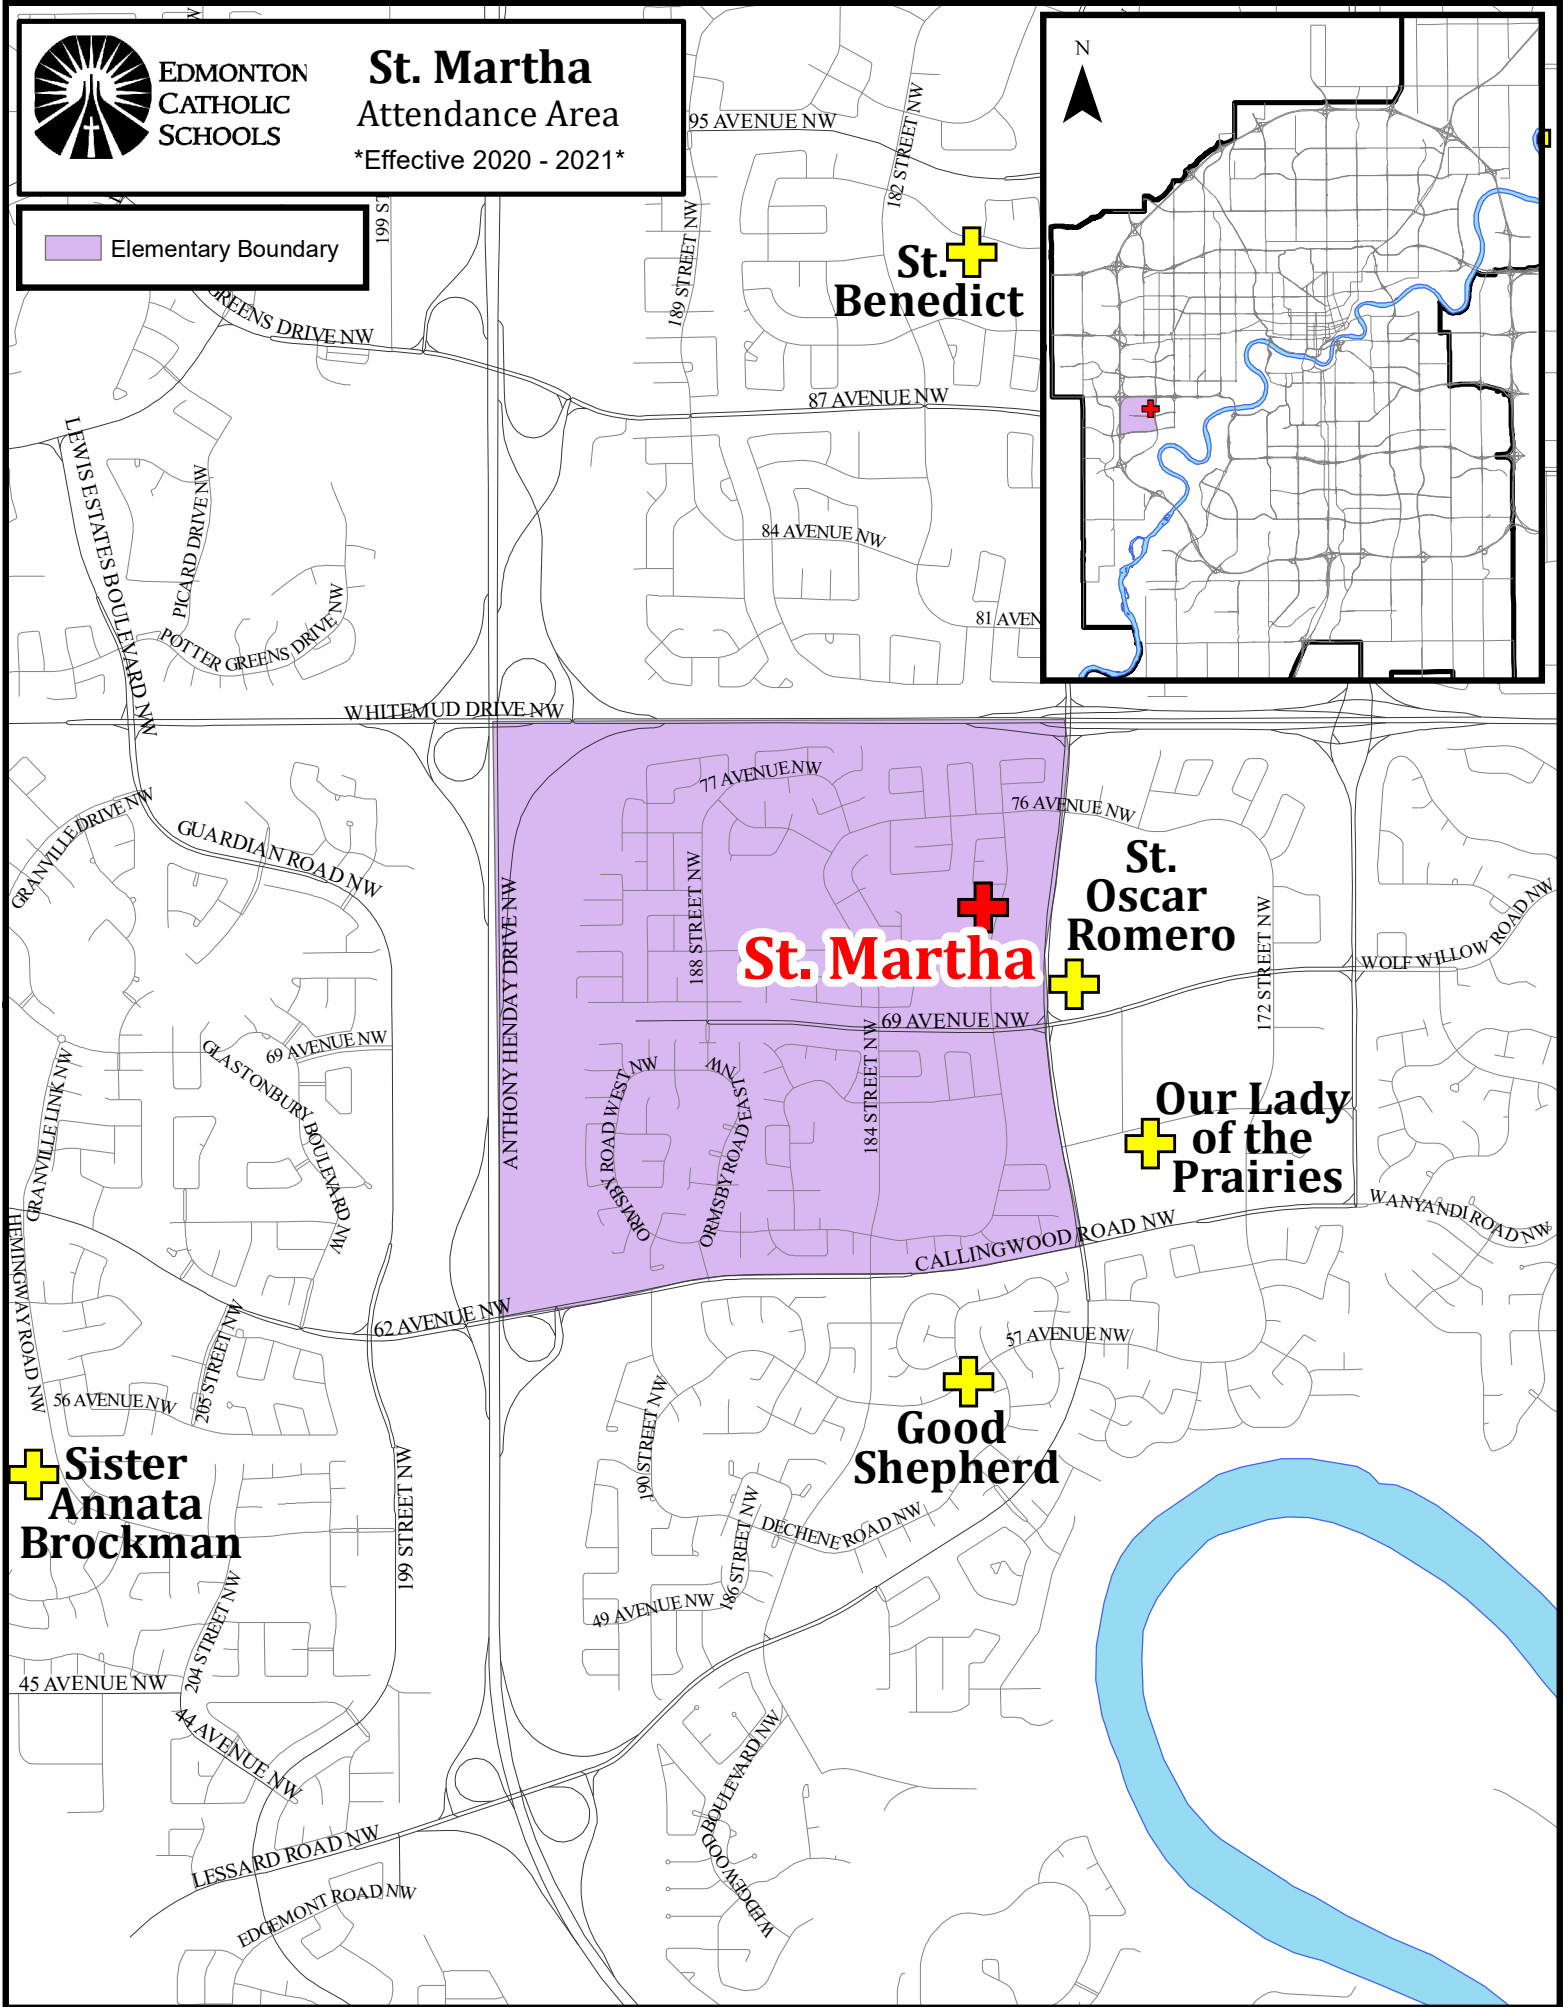 EDMONTON
CATHOLIC
SCHOOLS
St. Martha
Attendance Area
*Effective 2020 - 2021*
Elementary Boundary
N
95 AVENUE NW
182 STREET NW
189 STREET NW
199 ST
St.
Benedict
GREENS DRIVE NW
87 AVENUE NW
LEWIS ESTATES BOULEVARD NW
PICARD DRIVE NW
POTTER GREENS DRIVE NW
84 AVENUE NW
81 AVEN
WHITEMUD DRIVE NW
77 AVENUE NW
76 AVENUE NW
GRANVILLE DRIVE NW
GUARDIAN ROAD NW
St.
Oscar
Romero
188 STREET NW
ANTHONY HENDAY DRIVE NW
St. Martha
172 STREET NW
WOLF WILLOW ROAD NW
69 AVENUE NW
69 AVENUE NW
GLASTONBURY BOULEVARD NW
GRANVILLE LINK NW
ORMSBY ROAD WEST NW
ORMSBY ROAD EAST NW
184 STREET NW
Our Lady
of the
Prairies
WANYANDI ROAD NW
CALLINGWOOD ROAD NW
HEMINGWAY ROAD NW
62 AVENUE NW
57 AVENUE NW
205 STREET NW
56 AVENUE NW
190 STREET NW
Good
Shepherd
Sister
Annata
Brockman
199 STREET NW
186 STREET NW
DECHENE ROAD NW
49 AVENUE NW
204 STREET NW
45 AVENUE NW
44 AVENUE NW
WEDGEWOOD BOULEVARD NW
LESSARD ROAD NW
EDGEMONT ROAD NW